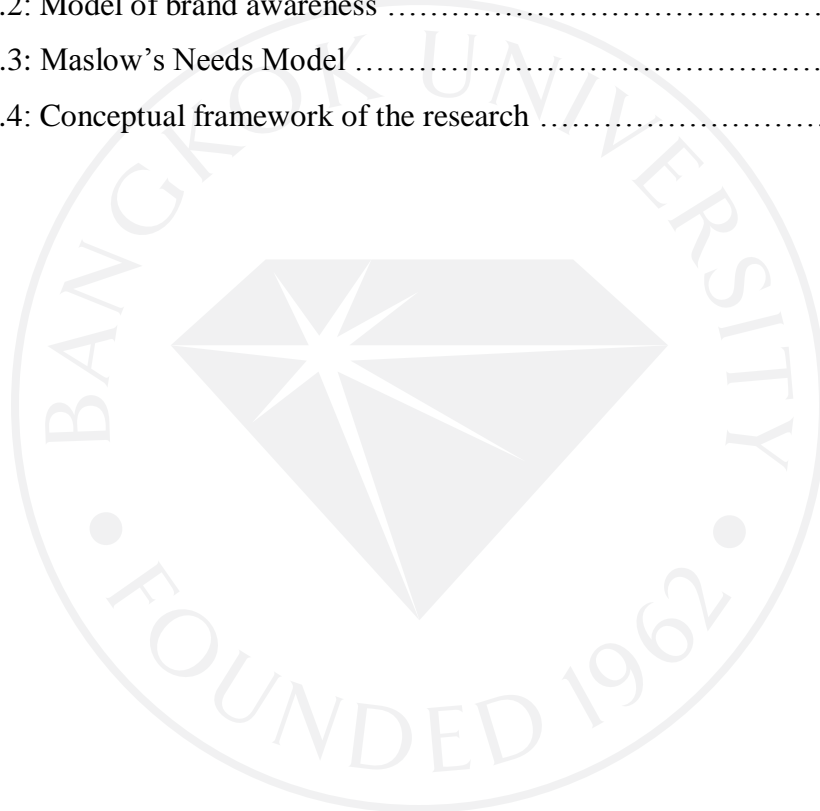 .2: Model of brand awareness ………………………………………
.3: Maslow’s Needs Model …………………………………………
.4: Conceptual framework of the research …………………………
BANGKOK UNIVERSITY
• FOUNDED 1962 •